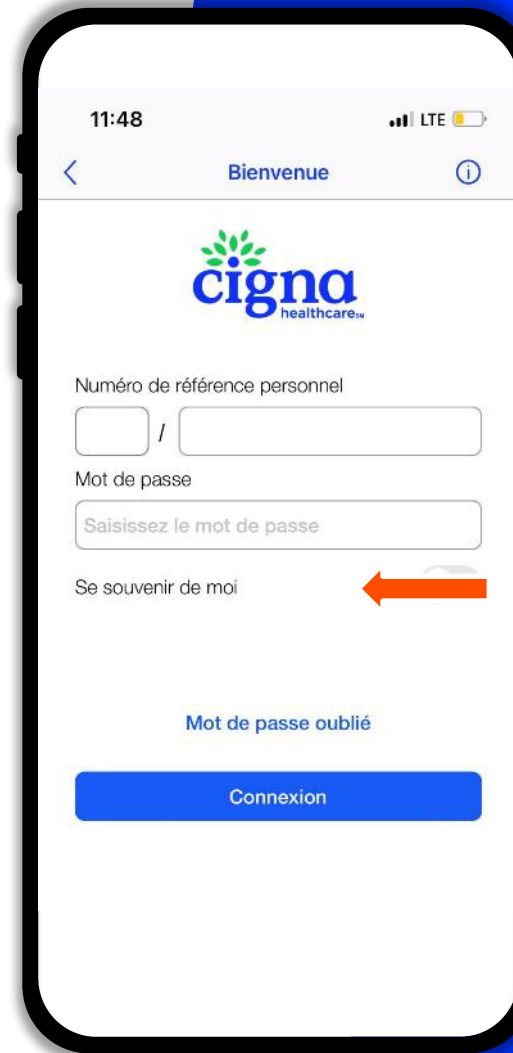 11:48
LTE
Bienvenue
cigna
healthcare℠
Numéro de référence personnel
/
Mot de passe
Saisissez le mot de passe
Se souvenir de moi
Mot de passe oublié
Connexion